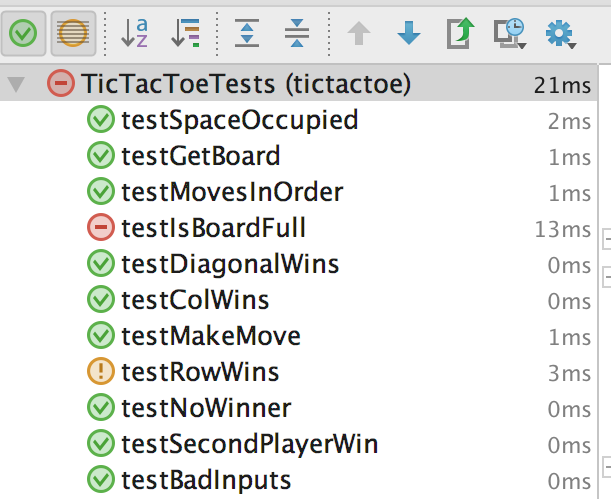 a
z
TicTacToeTests (tictactoe) 21ms
testSpaceOccupied 2ms
testGetBoard 1ms
testMovesInOrder 1ms
testIsBoardFull 13ms
testDiagonalWins 0ms
testColWins 0ms
testMakeMove 1ms
testRowWins 3ms
testNoWinner 0ms
testSecondPlayerWin 0ms
testBadInputs 0ms